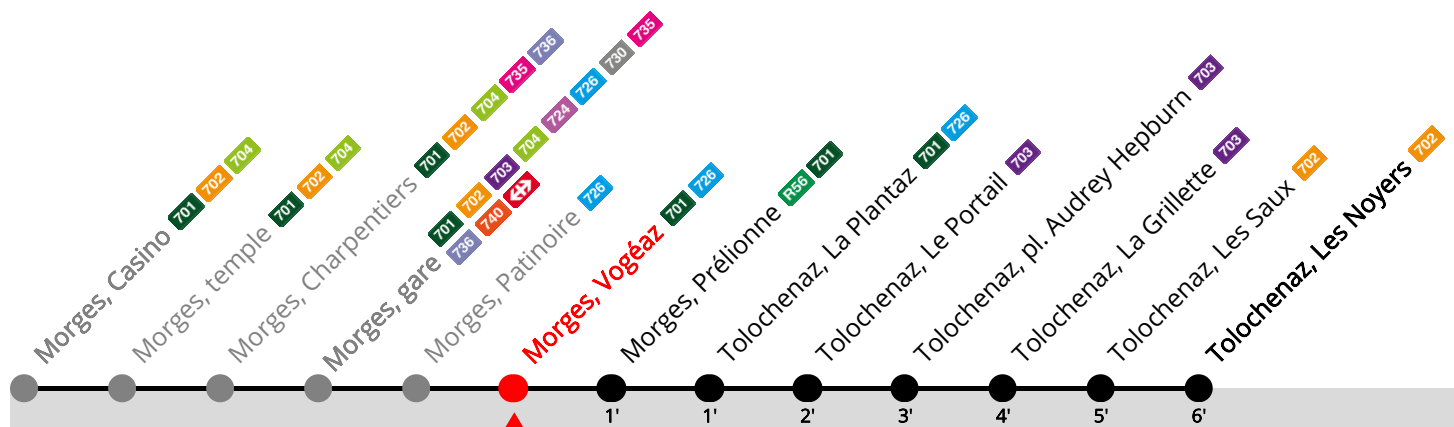 Morges, Casino 701 702 704
Morges, temple 701 702 704
Morges, Charpentiers 701 702 704 735 736
Morges, gare 701 702 703 704 724 726 730 735
736 740
Morges, Patinoire 726
Morges, Vogéaz 701 726
Morges, Prélionne R56 701
Tolochenaz, La Plantaz 701 726
Tolochenaz, Le Portail 703
Tolochenaz, pl. Audrey Hepburn 703
Tolochenaz, La Grillette 703
Tolochenaz, Les Saux 702
Tolochenaz, Les Noyers 702
1' 1' 2' 3' 4' 5' 6'